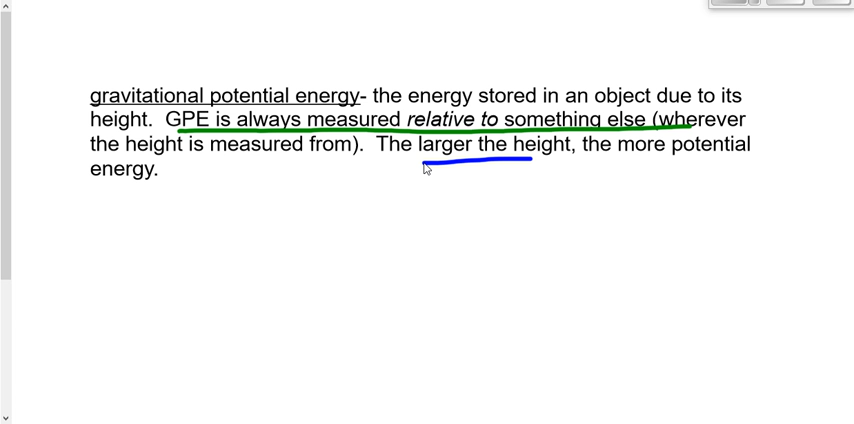 gravitational potential energy- the energy stored in an object due to its
height.  GPE is always measured relative to something else (wherever
the height is measured from).  The larger the height, the more potential
energy.